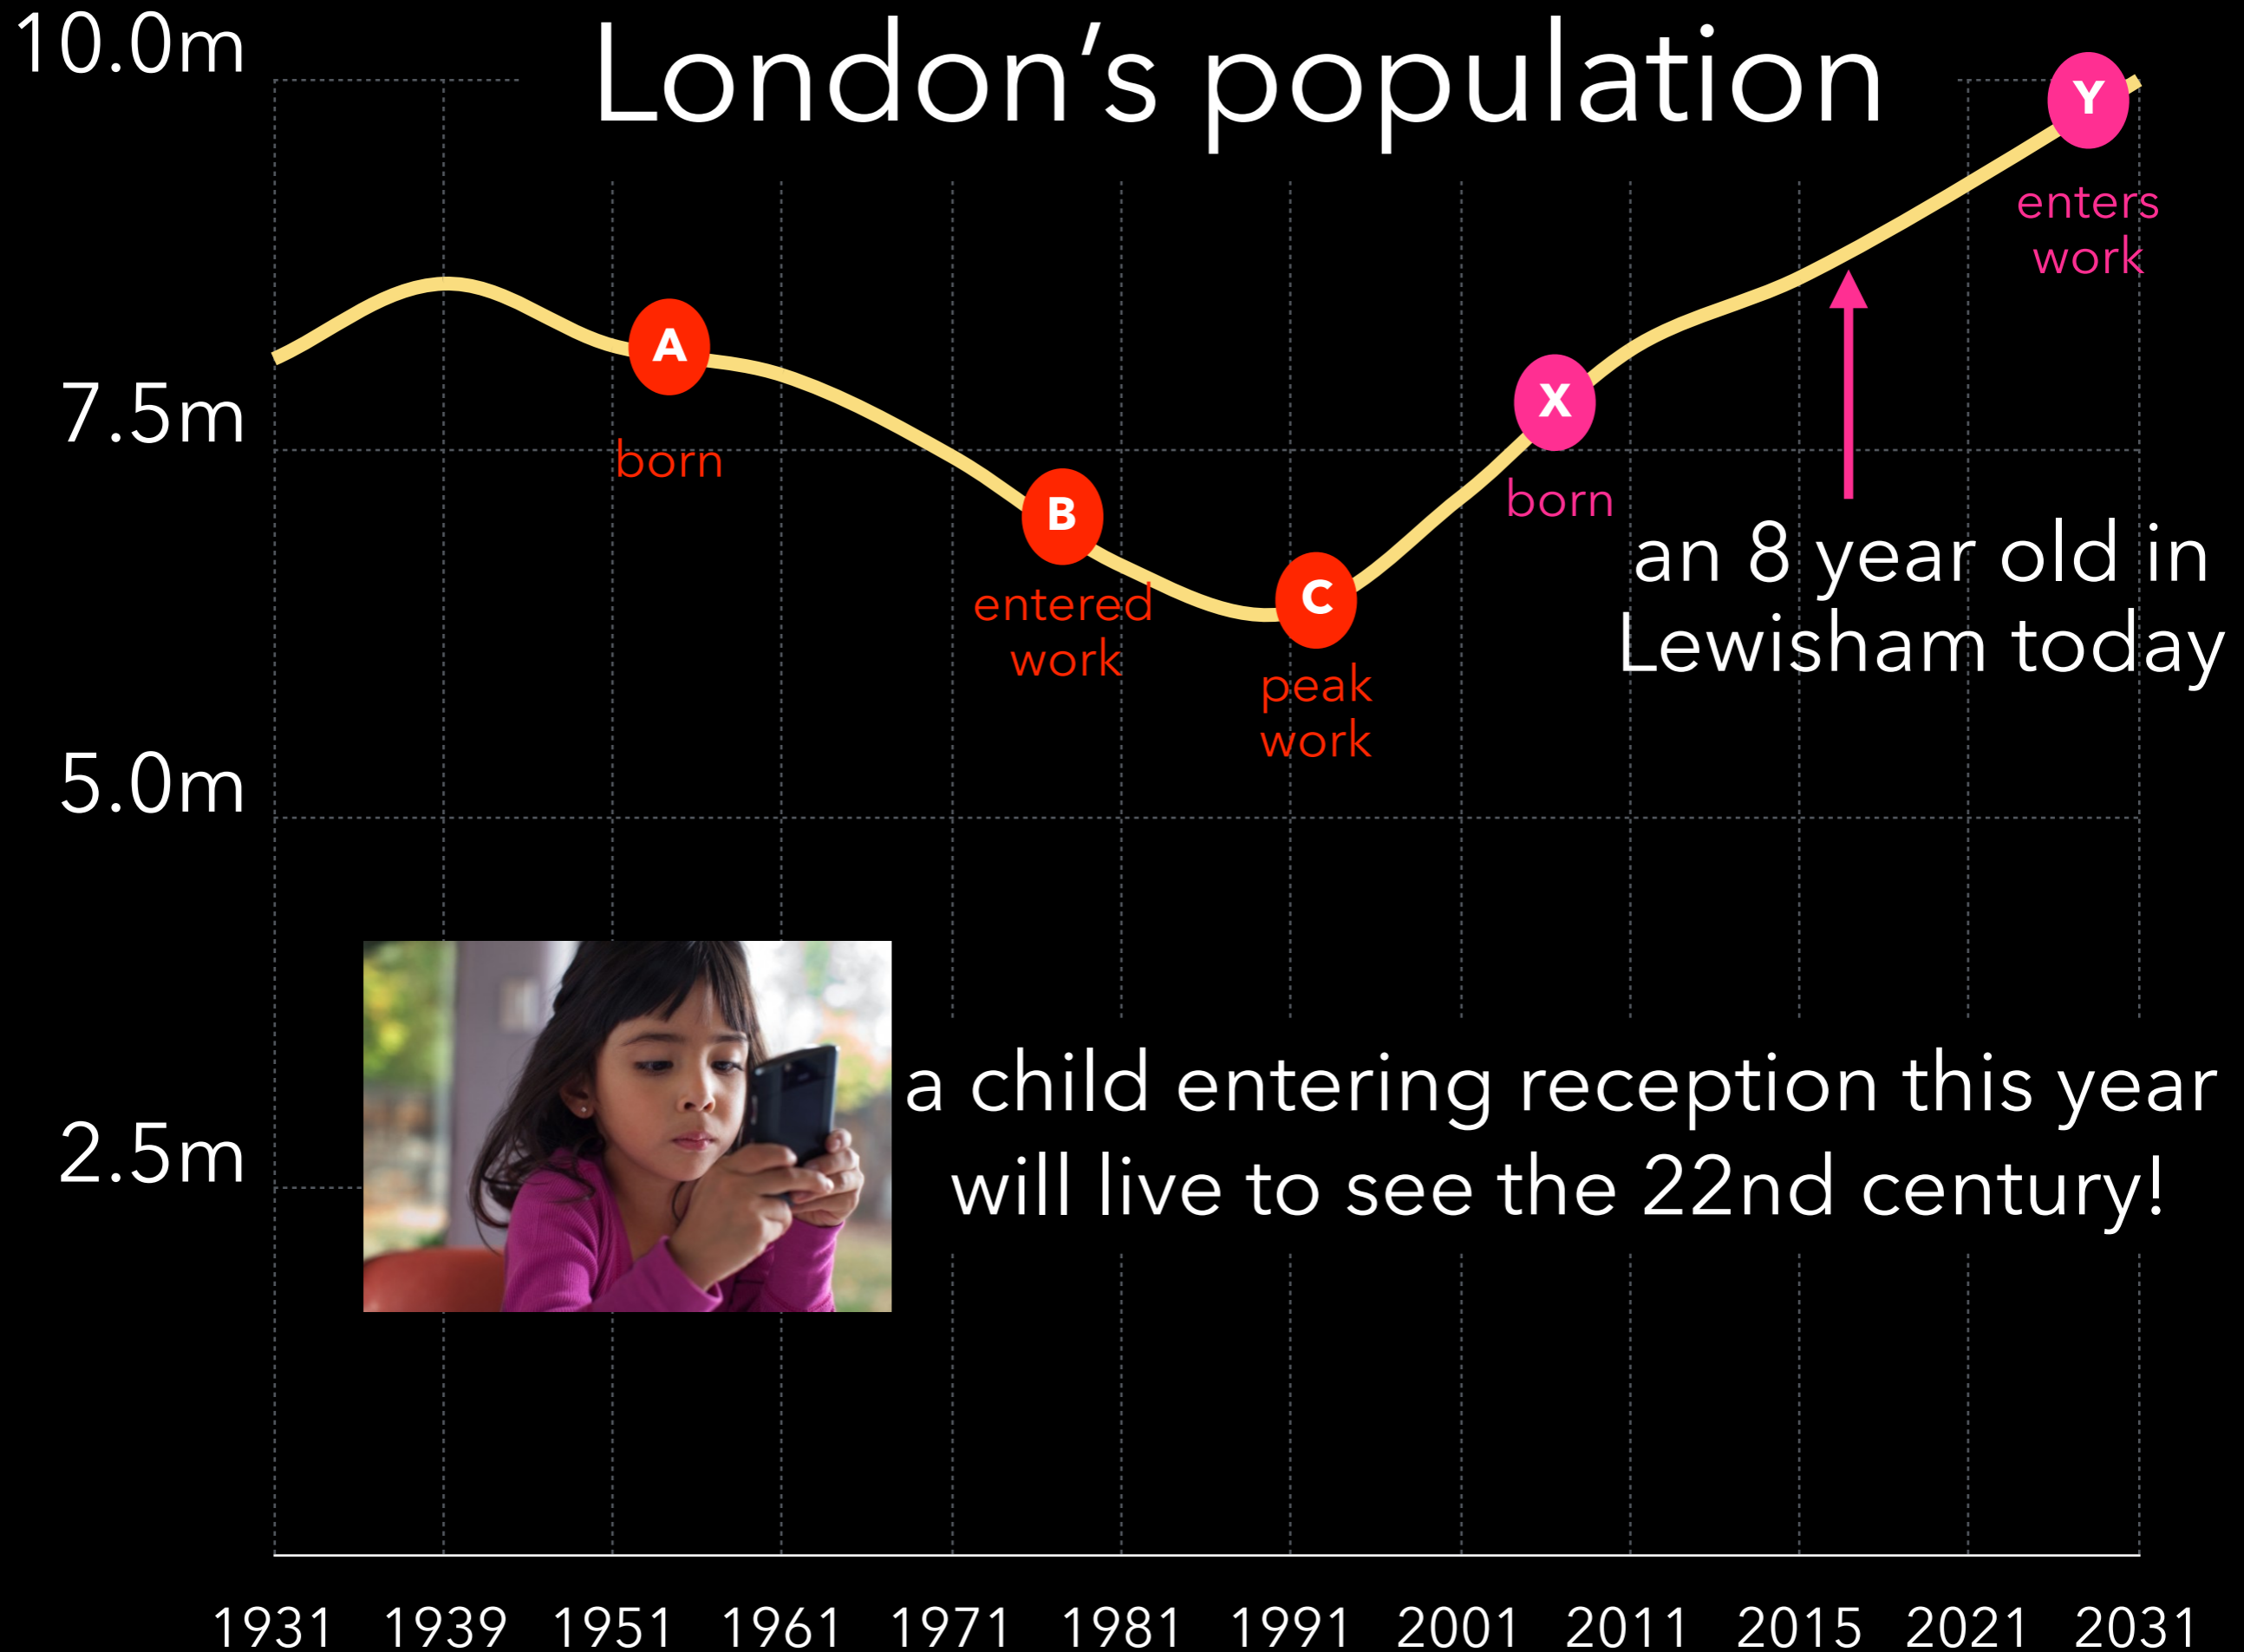 London's population
10.0m
7.5m
5.0m
2.5m
A
born
B
entered
work
C
peak
work
X
born
Y
enters
work
an 8 year old in
Lewisham today
a child entering reception this year
will live to see the 22nd century!
1931 1939 1951 1961 1971 1981 1991 2001 2011 2015 2021 2031